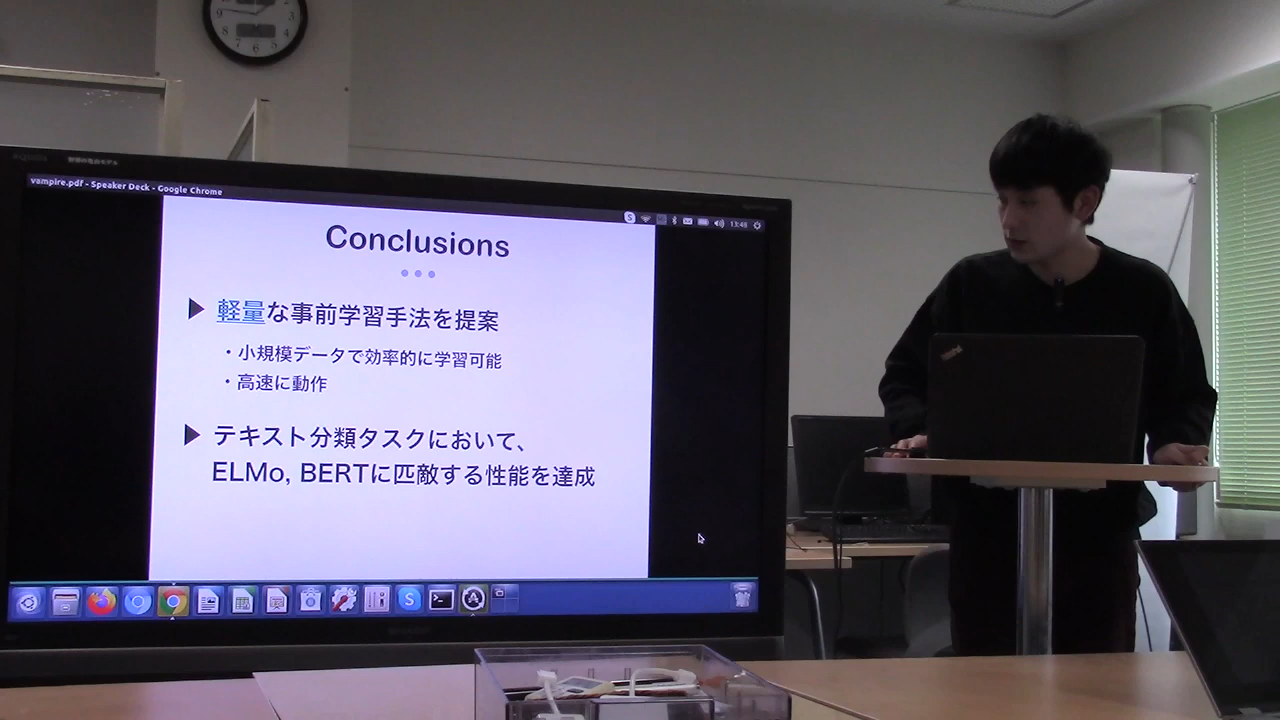 vampire.pdf - Speaker Deck - Google Chrome
13:48
Conclusions
軽量な事前学習手法を提案
・小規模データで効率的に学習可能
・高速に動作
テキスト分類タスクにおいて、
ELMo, BERTに匹敵する性能を達成